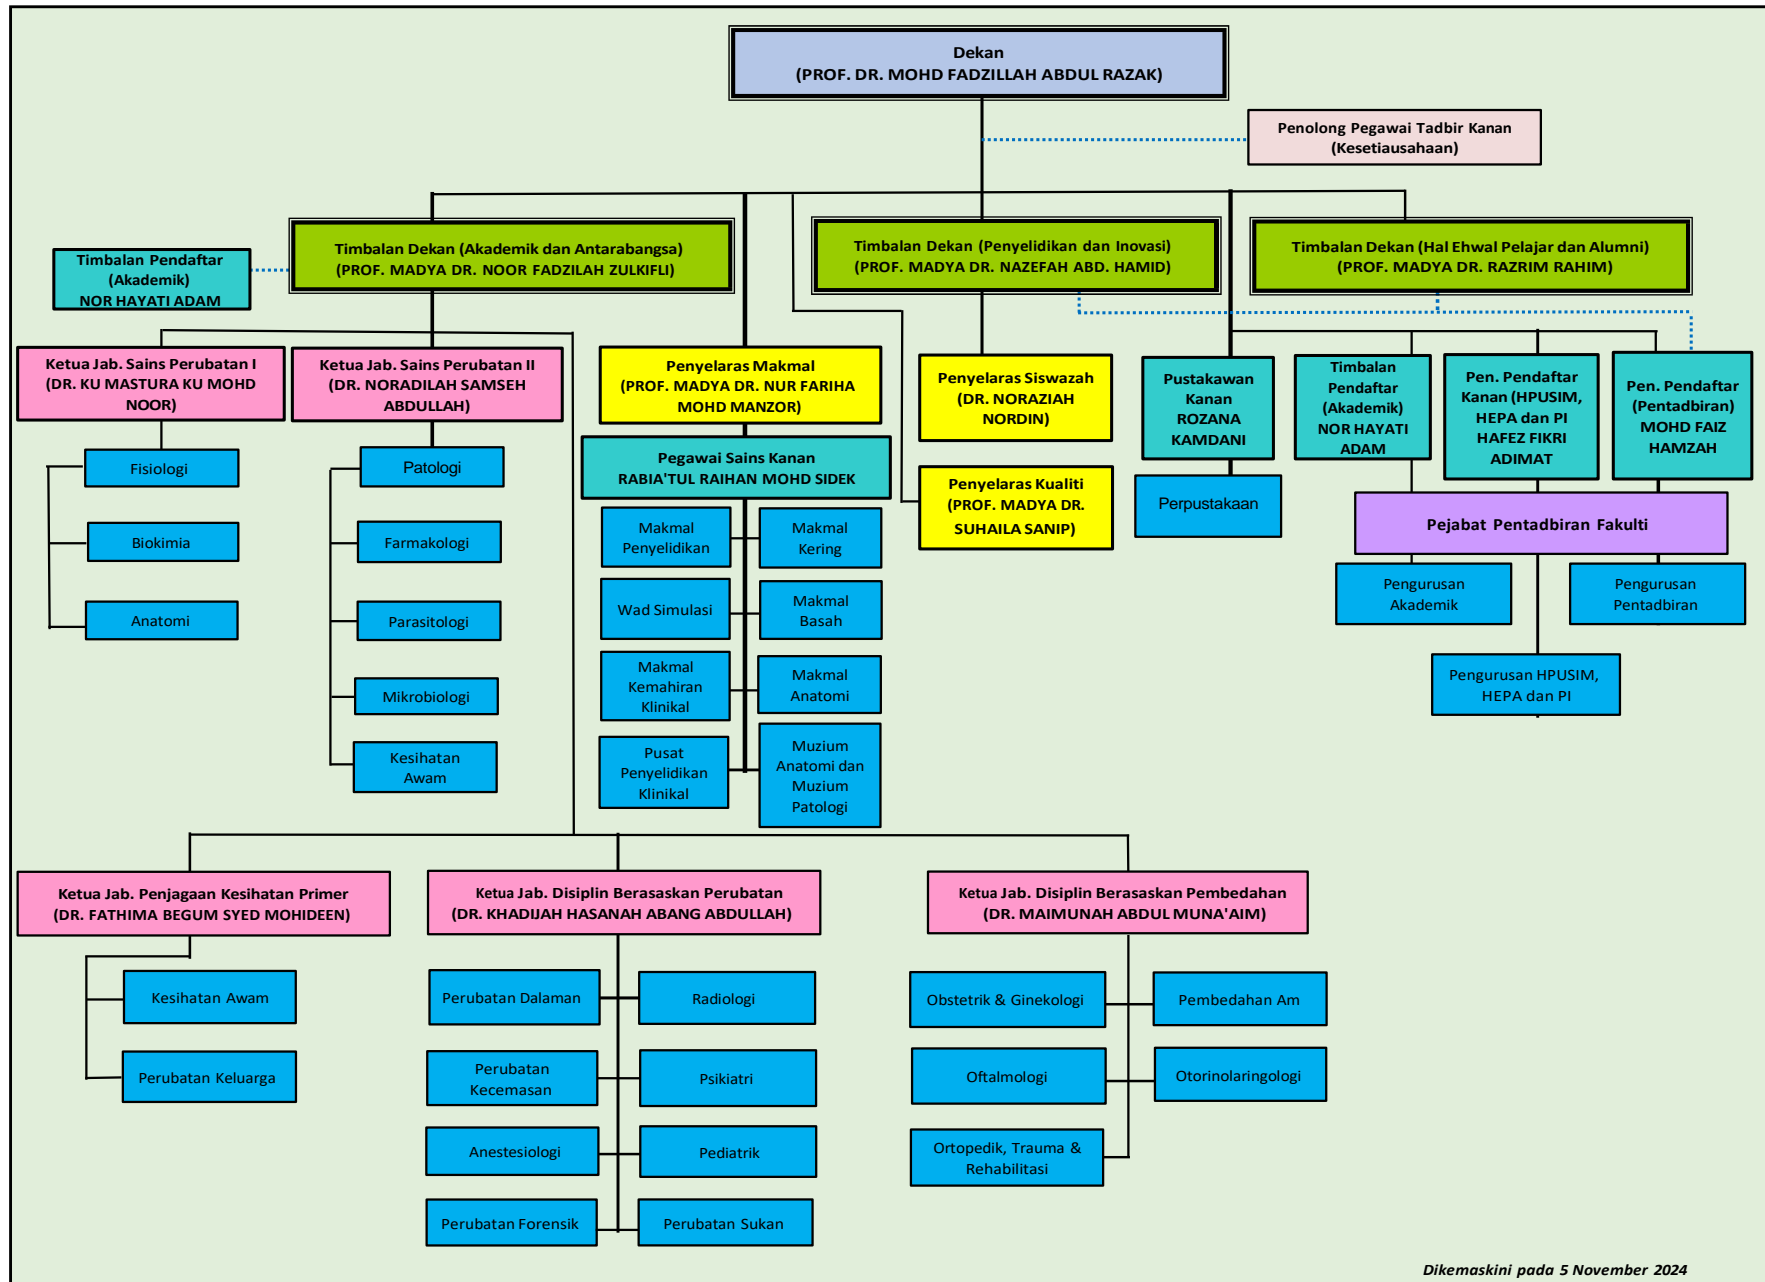 Dekan
(PROF. DR. MOHD FADZILLAH ABDUL RAZAK)
Penolong Pegawai Tadbir Kanan
(Kesetiausahaan)
Timbalan Pendaftar
(Akademik)
NOR HAYATI ADAM
Timbalan Dekan (Akademik dan Antarabangsa)
(PROF. MADYA DR. NOOR FADZILAH ZULKIFLI)
Timbalan Dekan (Penyelidikan dan Inovasi)
(PROF. MADYA DR. NAZEFAH ABD. HAMID)
Timbalan Dekan (Hal Ehwal Pelajar dan Alumni)
(PROF. MADYA DR. RAZRIM RAHIM)
Ketua Jab. Sains Perubatan I
(DR. KU MASTURA KU MOHD
NOOR)
Ketua Jab. Sains Perubatan II
(DR. NORADILAH SAMSEH
ABDULLAH)
Penyelaras Makmal
(PROF. MADYA DR. NUR FARIHA
MOHD MANZOR)
Penyelaras Siswazah
(DR. NORAZIAH
NORDIN)
Pustakawan
Kanan
ROZANA
KAMDANI
Timbalan
Pendaftar
(Akademik)
NOR HAYATI
ADAM
Pen. Pendaftar
Kanan (HPUSIM,
HEPA dan PI
HAFEZ FIKRI
ADIMAT
Pen. Pendaftar
(Pentadbiran)
MOHD FAIZ
HAMZAH
Fisiologi
Biokimia
Anatomi
Patologi
Farmakologi
Parasitologi
Mikrobiologi
Kesihatan
Awam
Pegawai Sains Kanan
RABIA'TUL RAIHAN MOHD SIDEK
Makmal
Penyelidikan
Makmal
Kering
Wad Simulasi
Makmal
Basah
Makmal
Kemahiran
Klinikal
Makmal
Anatomi
Pusat
Penyelidikan
Klinikal
Muzium
Anatomi dan
Muzium
Patologi
Penyelaras Kualiti
(PROF. MADYA DR.
SUHAILA SANIP)
Perpustakaan
Pejabat Pentadbiran Fakulti
Pengurusan
Akademik
Pengurusan
Pentadbiran
Pengurusan HPUSIM,
HEPA dan PI
Ketua Jab. Penjagaan Kesihatan Primer
(DR. FATHIMA BEGUM SYED MOHIDEEN)
Ketua Jab. Disiplin Berasaskan Perubatan
(DR. KHADIJAH HASANAH ABANG ABDULLAH)
Ketua Jab. Disiplin Berasaskan Pembedahan
(DR. MAIMUNAH ABDUL MUNA'AIM)
Kesihatan Awam
Perubatan Keluarga
Perubatan Dalaman
Radiologi
Perubatan
Kecemasan
Psikiatri
Anestesiologi
Pediatrik
Perubatan Forensik
Perubatan Sukan
Obstetrik & Ginekologi
Pembedahan Am
Oftalmologi
Otorinolaringologi
Ortopedik, Trauma &
Rehabilitasi
Dikemaskini pada 5 November 2024